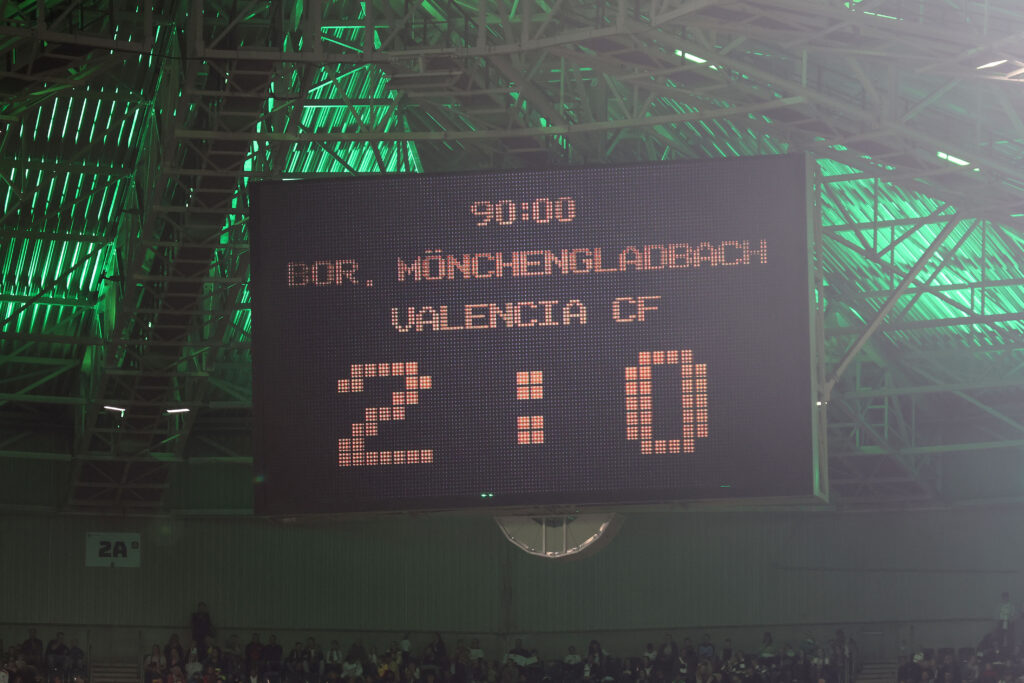 90:00
BOR. MÖNCHENGLADBACH
VALENCIA CF
2:0
2A